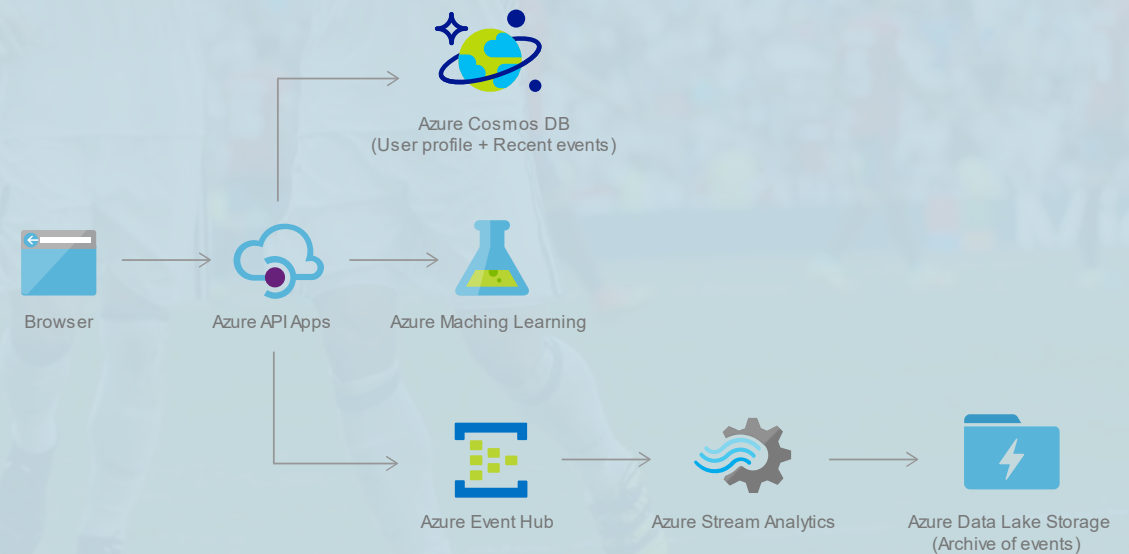 Azure Cosmos DB
(User profile + Recent events)
Browser
Azure API Apps
Azure Maching Learning
Azure Event Hub
Azure Stream Analytics
Azure Data Lake Storage
(Archive of events)